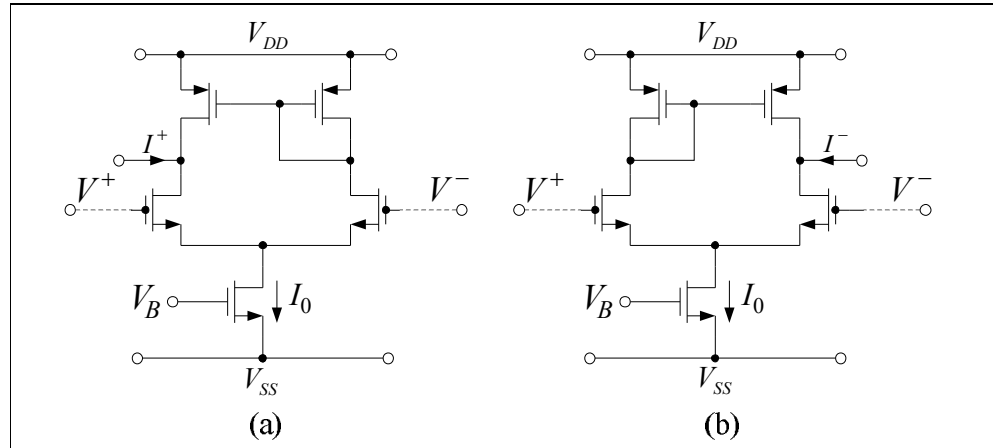 V_DD V_DD
I^+ I^-
V^+ V^- V^+ V^-
V_B I_0 V_B I_0
V_SS V_SS
(a) (b)